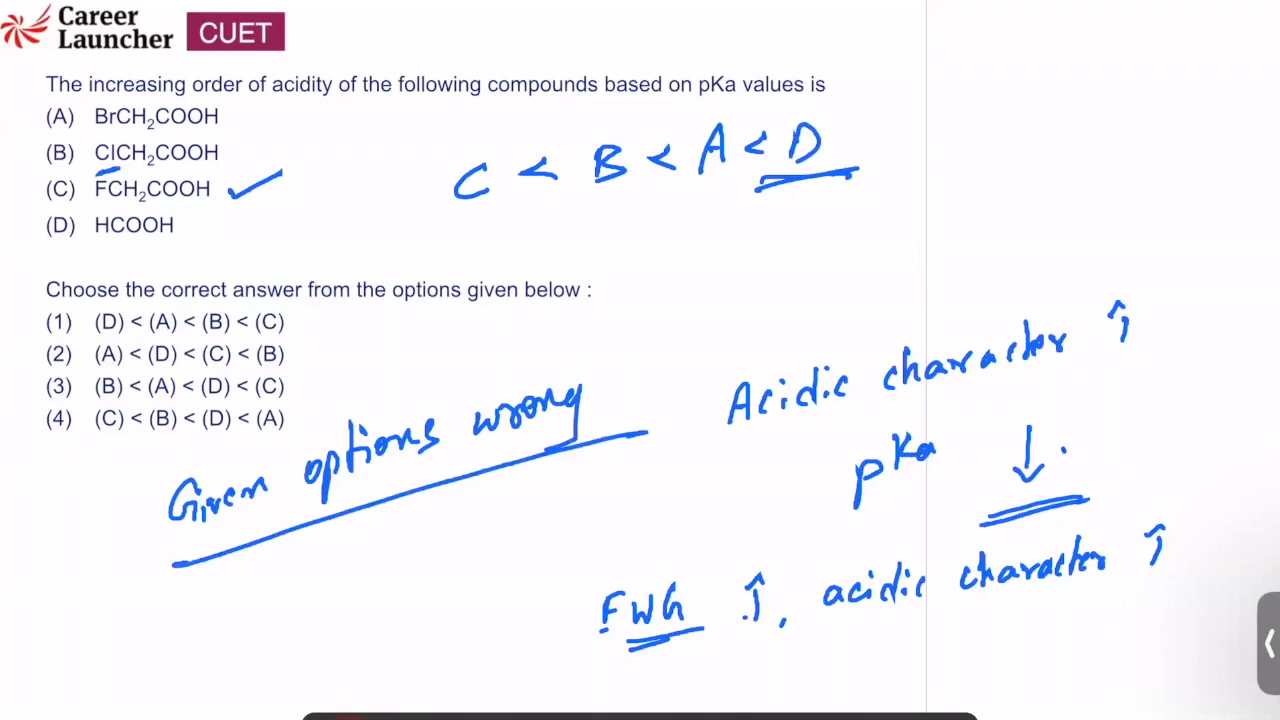 Career
Launcher
CUET
The increasing order of acidity of the following compounds based on pKa values is
(A) BrCH₂COOH
(B) ClCH₂COOH
(C) FCH₂COOH
(D) HCOOH
C < B < A < D
Choose the correct answer from the options given below :
(1) (D) < (A) < (B) < (C)
(2) (A) < (D) < (C) < (B)
(3) (B) < (A) < (D) < (C)
(4) (C) < (B) < (D) < (A)
Given options wrong
Acidic character ↑
pKa ↓.
EWG ↑, acidic character ↑